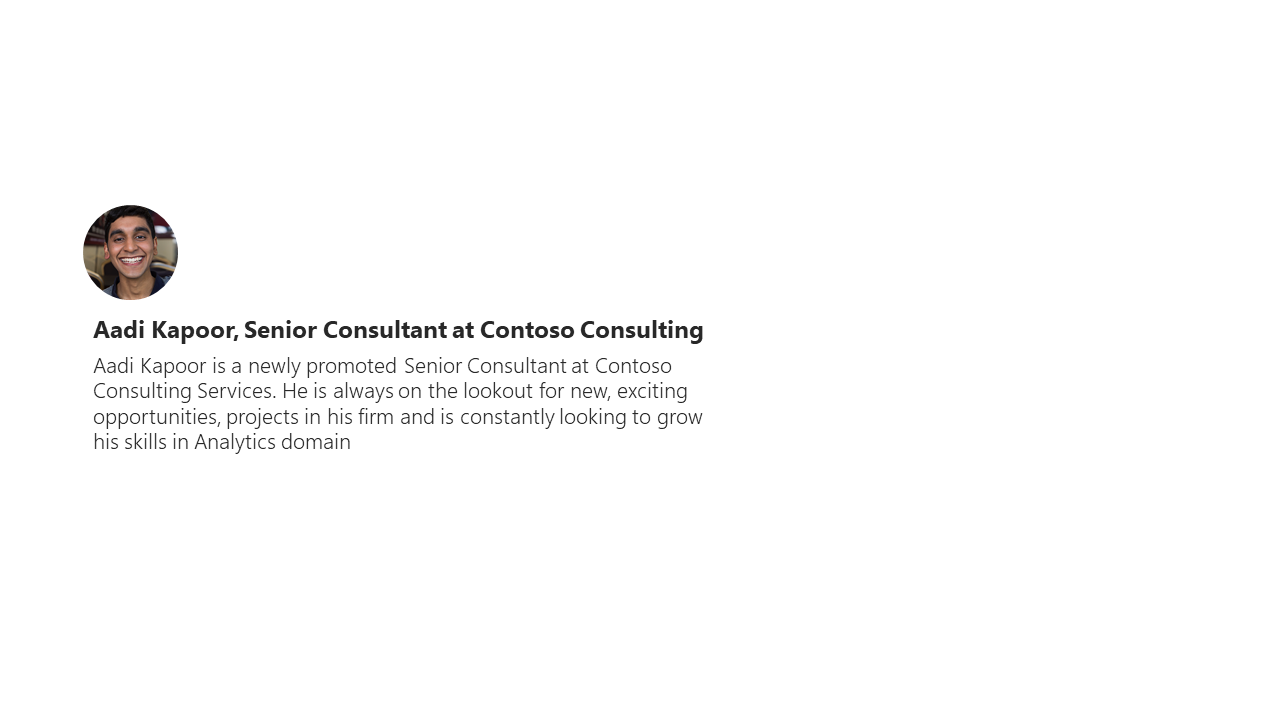 Aadi Kapoor, Senior Consultant at Contoso Consulting
Aadi Kapoor is a newly promoted Senior Consultant at Contoso
Consulting Services. He is always on the lookout for new, exciting
opportunities, projects in his firm and is constantly looking to grow
his skills in Analytics domain